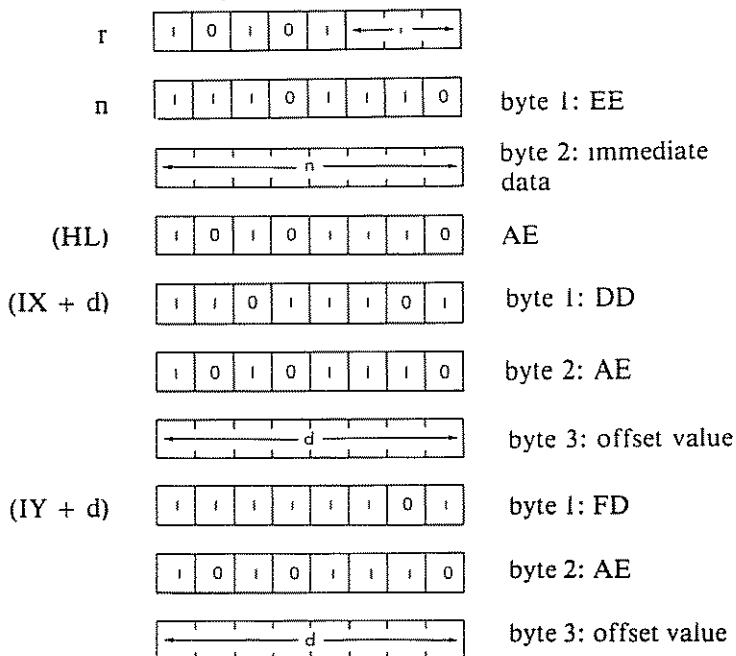 r 1 0 1 0 1 r
n 1 1 1 0 1 1 1 0 byte 1: EE
n byte 2: immediate
data
(HL) 1 0 1 0 1 1 1 0 AE
(IX + d) 1 1 0 1 1 1 0 1 byte 1: DD
1 0 1 0 1 1 1 0 byte 2: AE
d byte 3: offset value
(IY + d) 1 1 1 1 1 1 0 1 byte 1: FD
1 0 1 0 1 1 1 0 byte 2: AE
d byte 3: offset value